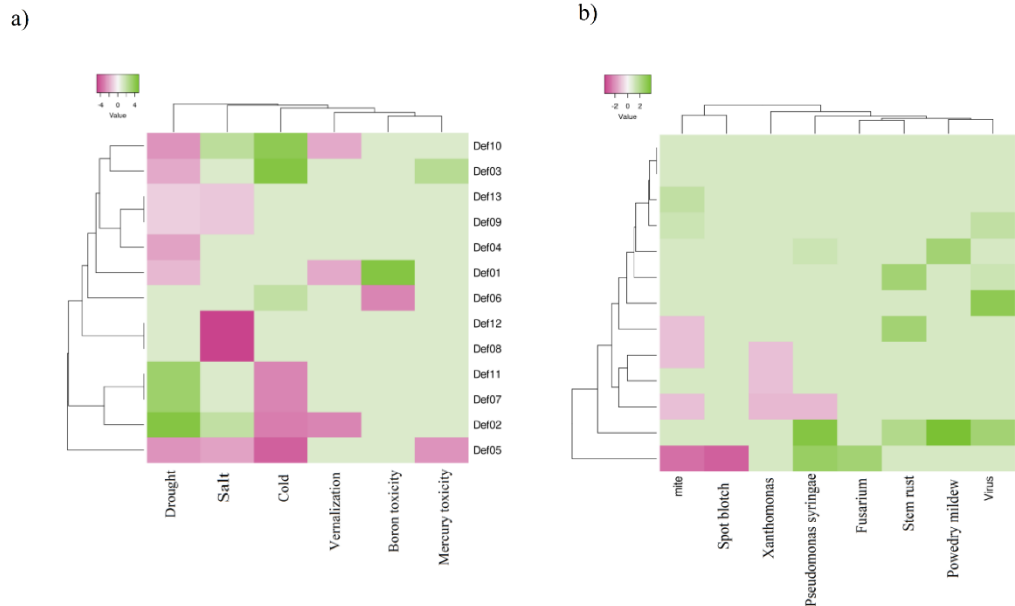 a)
b)
-4 0 2 4
Value
-2 0 2
Value
Def10
Def03
Def13
Def09
Def04
Def01
Def06
Def12
Def08
Def11
Def07
Def02
Def05
Drought
Salt
Cold
Vernalization
Boron toxicity
Mercury toxicity
mite
Spot blotch
Xanthomonas
Pseudomonas syringae
Fusarium
Stem rust
Powedry mildew
Virus